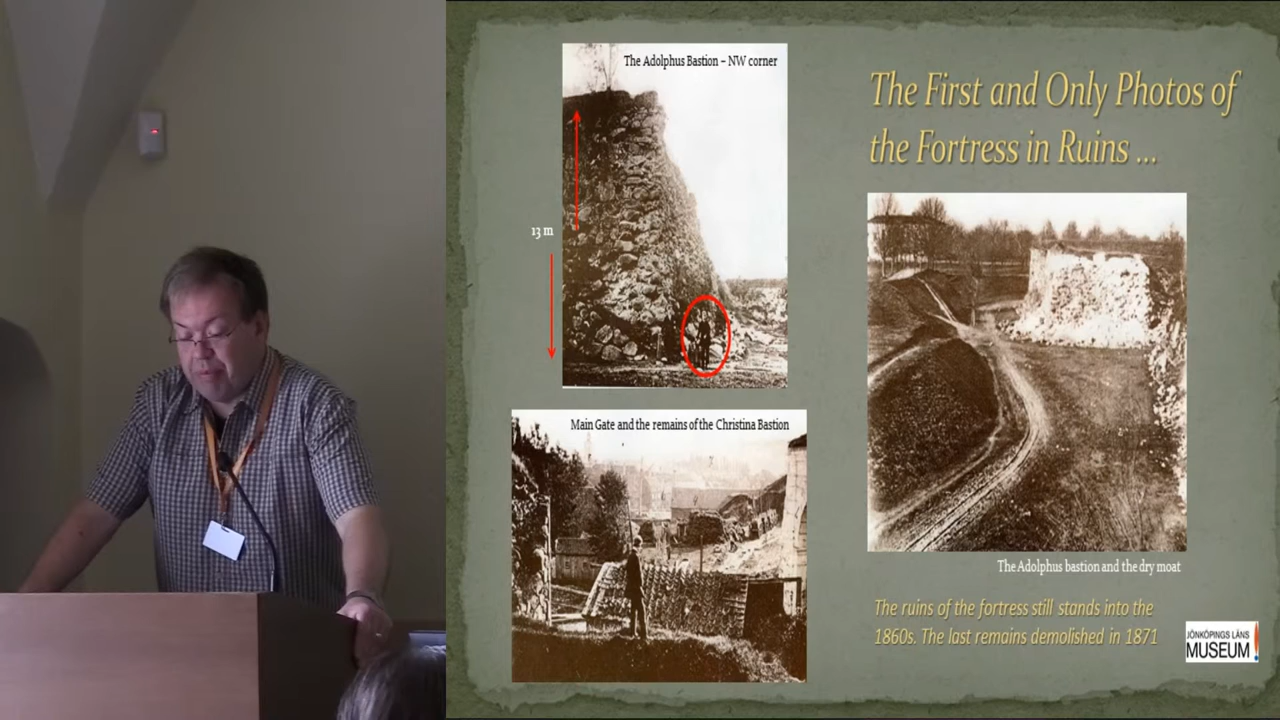 The Adolphus Bastion – NW corner
13 m
Main Gate and the remains of the Christina Bastion
The First and Only Photos of
the Fortress in Ruins ...
The Adolphus bastion and the dry moat
The ruins of the fortress still stands into the
1860s. The last remains demolished in 1871
JÖNKÖPINGS LÄNS
MUSEUM!